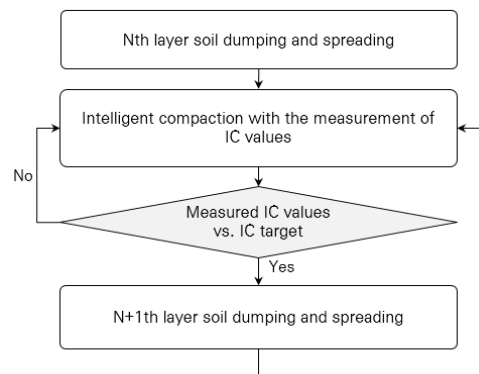 Nth layer soil dumping and spreading
Intelligent compaction with the measurement of
IC values
No
Measured IC values
vs. IC target
Yes
N+1th layer soil dumping and spreading